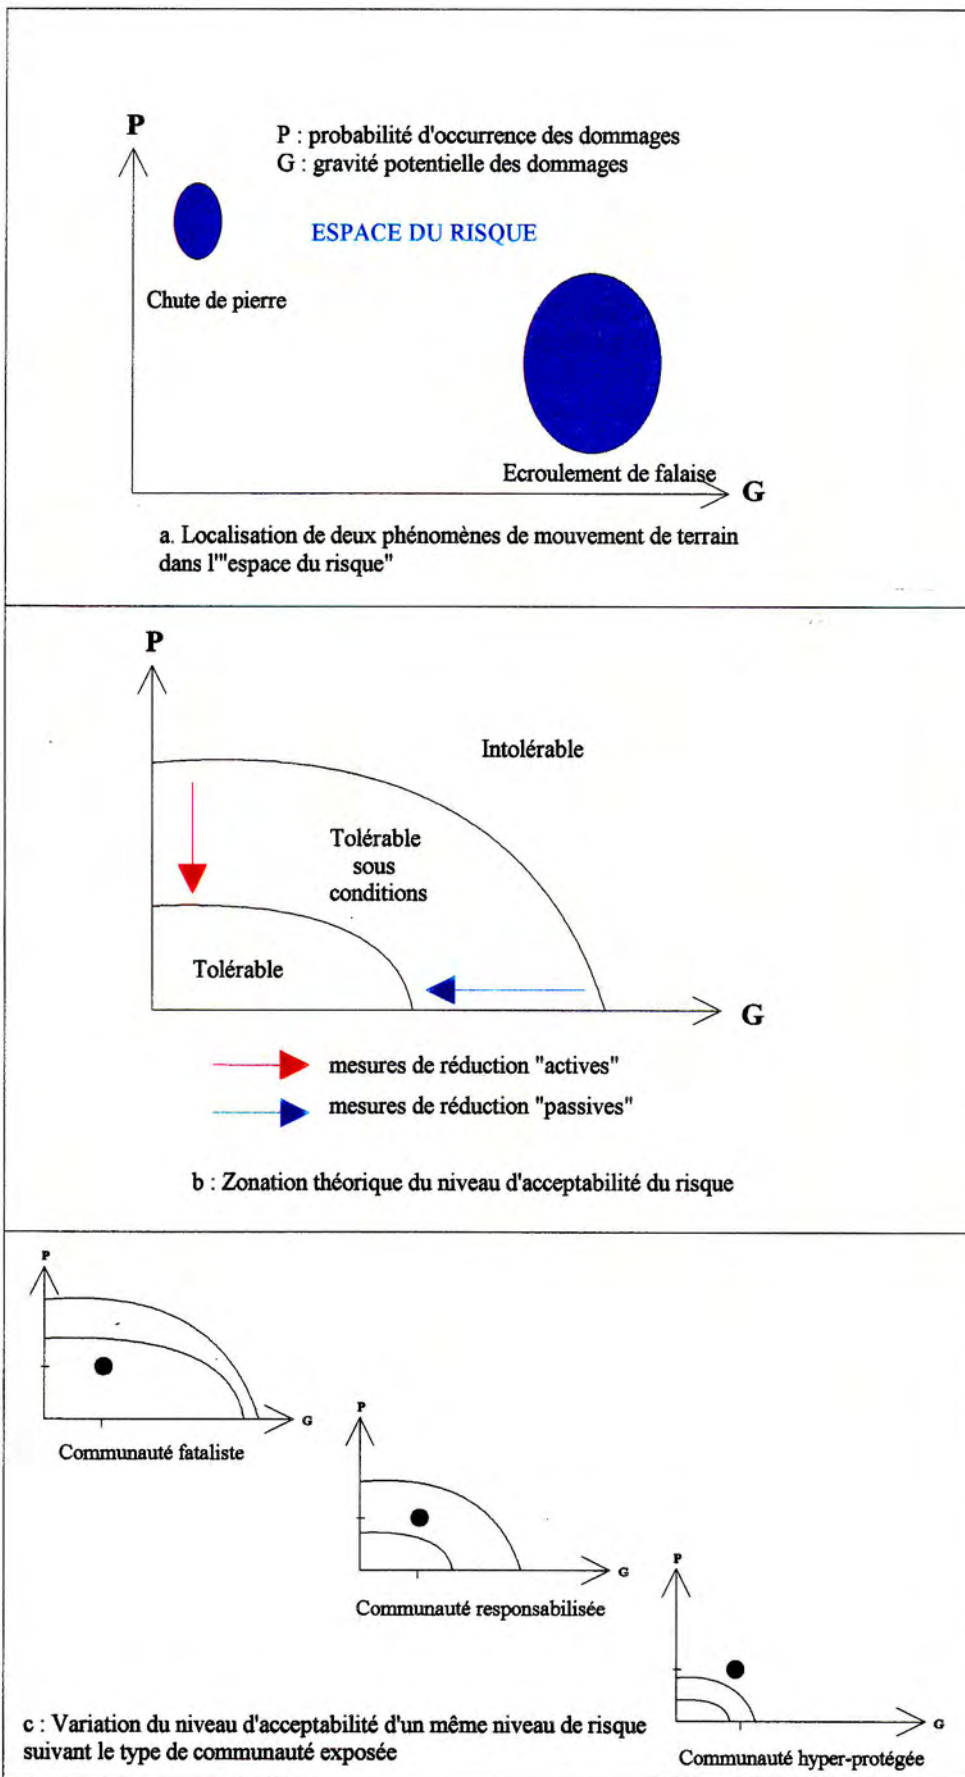 P
P : probabilité d'occurrence des dommages
G : gravité potentielle des dommages
ESPACE DU RISQUE
Chute de pierre
Ecroulement de falaise
G
a. Localisation de deux phénomènes de mouvement de terrain
dans l'"espace du risque"
P
Intolérable
Tolérable
sous
conditions
Tolérable
G
mesures de réduction "actives"
mesures de réduction "passives"
b : Zonation théorique du niveau d'acceptabilité du risque
P
G
Communauté fataliste
P
G
Communauté responsabilisée
P
G
Communauté hyper-protégée
c : Variation du niveau d'acceptabilité d'un même niveau de risque
suivant le type de communauté exposée